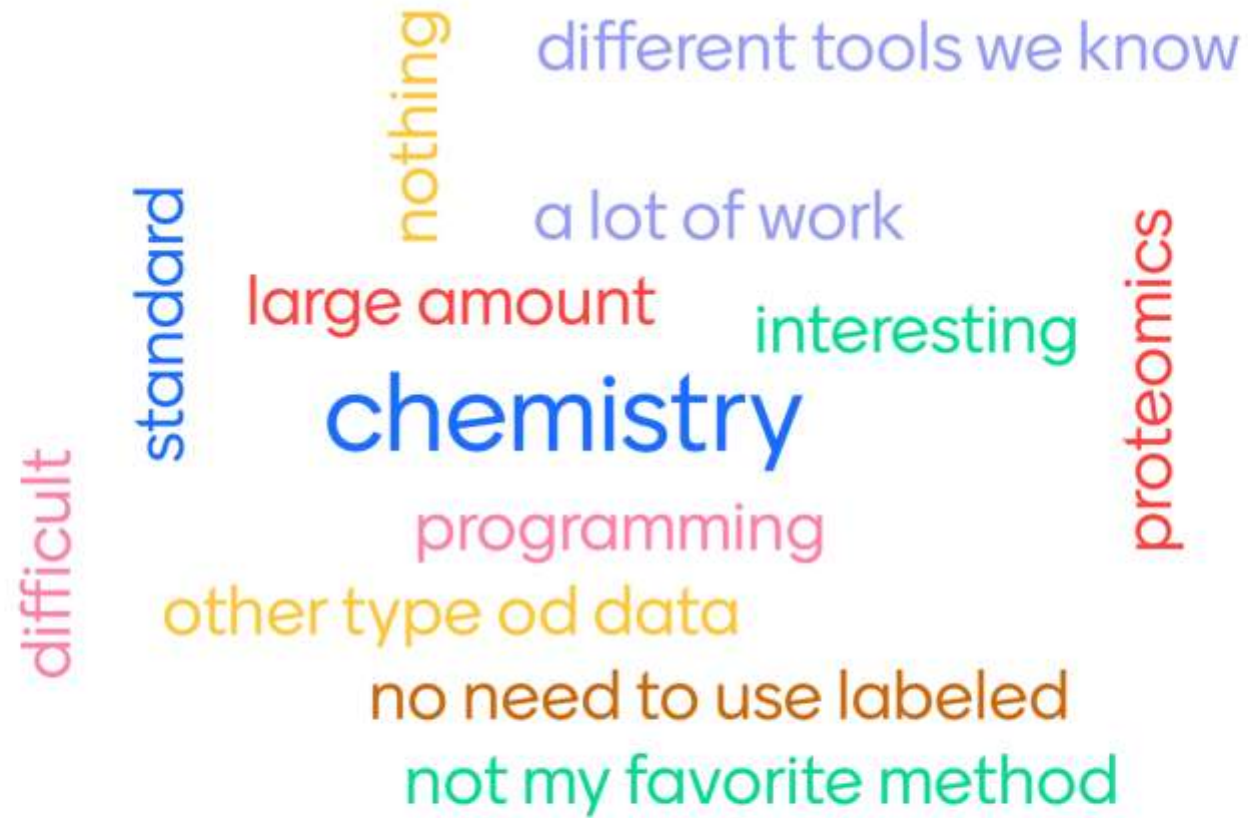 different tools we know
nothing
a lot of work
standard
proteomics
large amount
interesting
chemistry
difficult
programming
other type od data
no need to use labeled
not my favorite method